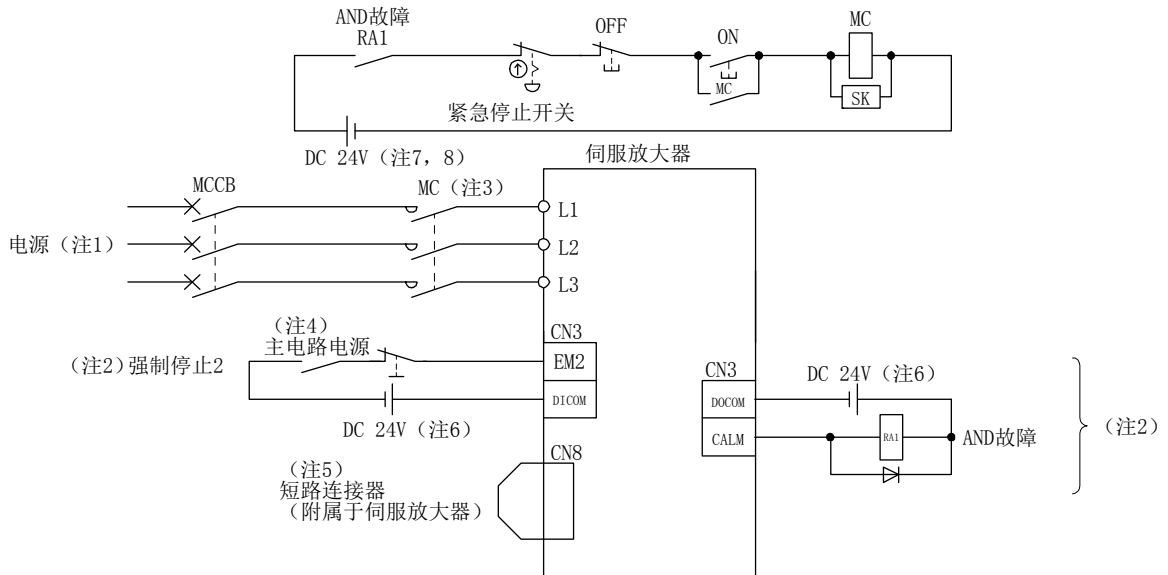 AND故障
RA1
OFF
ON
MC
MC
SK
紧急停止开关
DC 24V（注7，8）
伺服放大器
MCCB
MC（注3）
L1
电源（注1）
L2
L3
（注4）
主电路电源
CN3
（注2）强制停止2
EM2
DICOM
DC 24V（注6）
CN3
DC 24V（注6）
DOCOM
CALM
RA1
AND故障
（注2）
CN8
（注5）
短路连接器
（附属于伺服放大器）